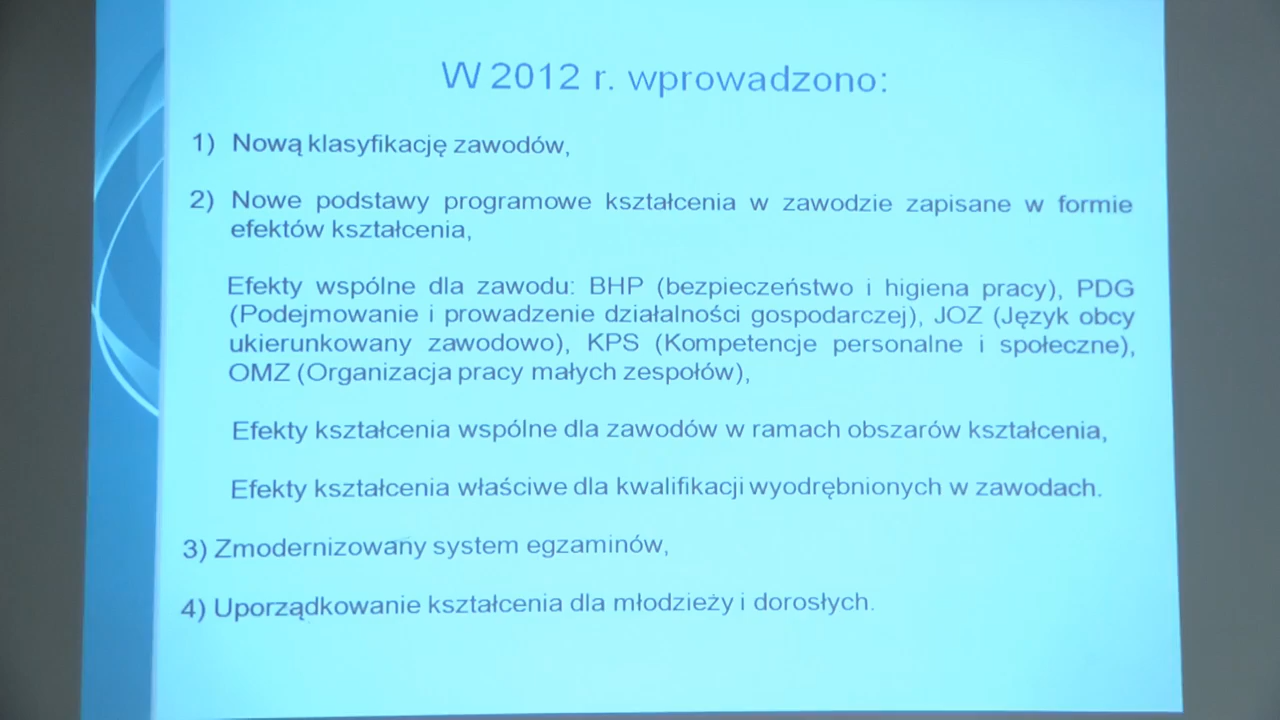 W 2012 r. wprowadzono:
1) Nową klasyfikację zawodów,
2) Nowe podstawy programowe kształcenia w zawodzie zapisane w formie
efektów kształcenia,
Efekty wspólne dla zawodu: BHP (bezpieczeństwo i higiena pracy), PDG
(Podejmowanie i prowadzenie działalności gospodarczej), JOZ (Język obcy
ukierunkowany zawodowo), KPS (Kompetencje personalne i społeczne),
OMZ (Organizacja pracy małych zespołów),
Efekty kształcenia wspólne dla zawodów w ramach obszarów kształcenia,
Efekty kształcenia właściwe dla kwalifikacji wyodrębnionych w zawodach.
3) Zmodernizowany system egzaminów,
4) Uporządkowanie kształcenia dla młodzieży i dorosłych.